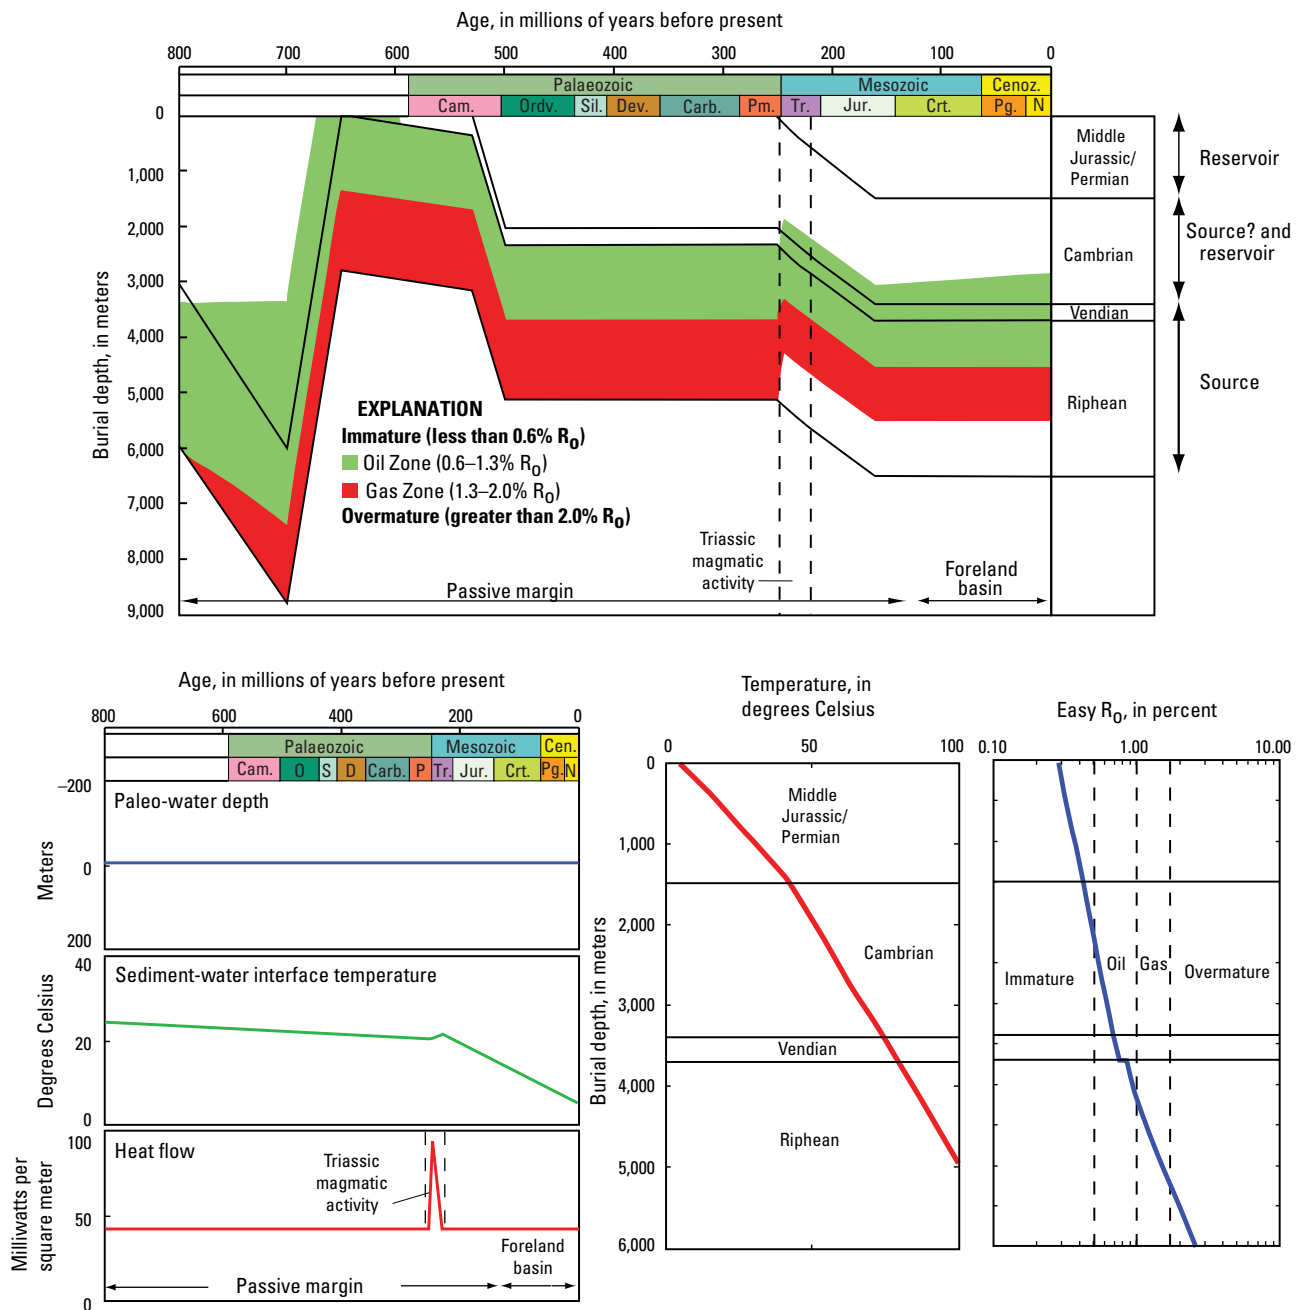 Age, in millions of years before present
800 700 600 500 400 300 200 100 0
Palaeozoic Mesozoic Cenoz.
Cam. Ordv. Sil. Dev. Carb. Pm. Tr. Jur. Crt. Pg. N
Burial depth, in meters
0
1,000
2,000
3,000
4,000
5,000
6,000
7,000
8,000
9,000
EXPLANATION
Immature (less than 0.6% Ro)
Oil Zone (0.6–1.3% Ro)
Gas Zone (1.3–2.0% Ro)
Overmature (greater than 2.0% Ro)
Triassic
magmatic
activity
Passive margin
Foreland
basin
Middle
Jurassic/
Permian
Cambrian
Vendian
Riphean
Reservoir
Source? and
reservoir
Source
Age, in millions of years before present
800 600 400 200 0
Palaeozoic Mesozoic Cen.
Cam. O S D Carb. P Tr. Jur. Crt. Pg. N
Meters
–200
0
200
Paleo-water depth
Degrees Celsius
40
20
0
Sediment-water interface temperature
Milliwatts per
square meter
100
50
0
Heat flow
Triassic
magmatic
activity
Foreland
basin
Passive margin
Temperature, in
degrees Celsius
0 50 100
Burial depth, in meters
0
1,000
2,000
3,000
4,000
5,000
6,000
Middle
Jurassic/
Permian
Cambrian
Vendian
Riphean
Easy Ro, in percent
0.10 1.00 10.00
Immature Oil Gas Overmature